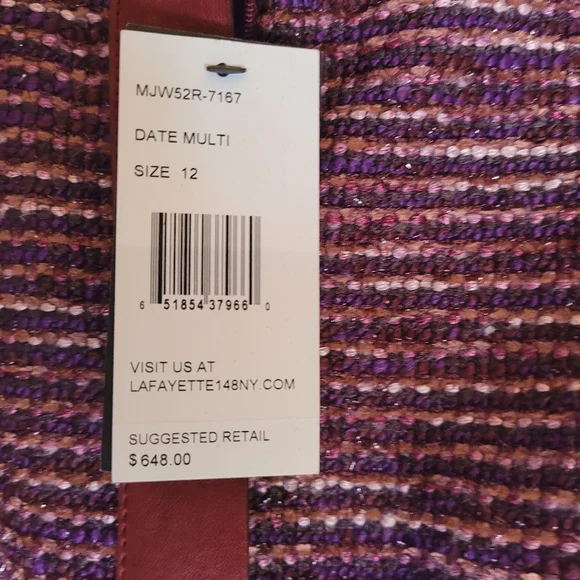 MJW52R-7167
DATE MULTI
SIZE 12
6 51854 37966 0
VISIT US AT
LAFAYETTE148NY.COM
SUGGESTED RETAIL
$648.00